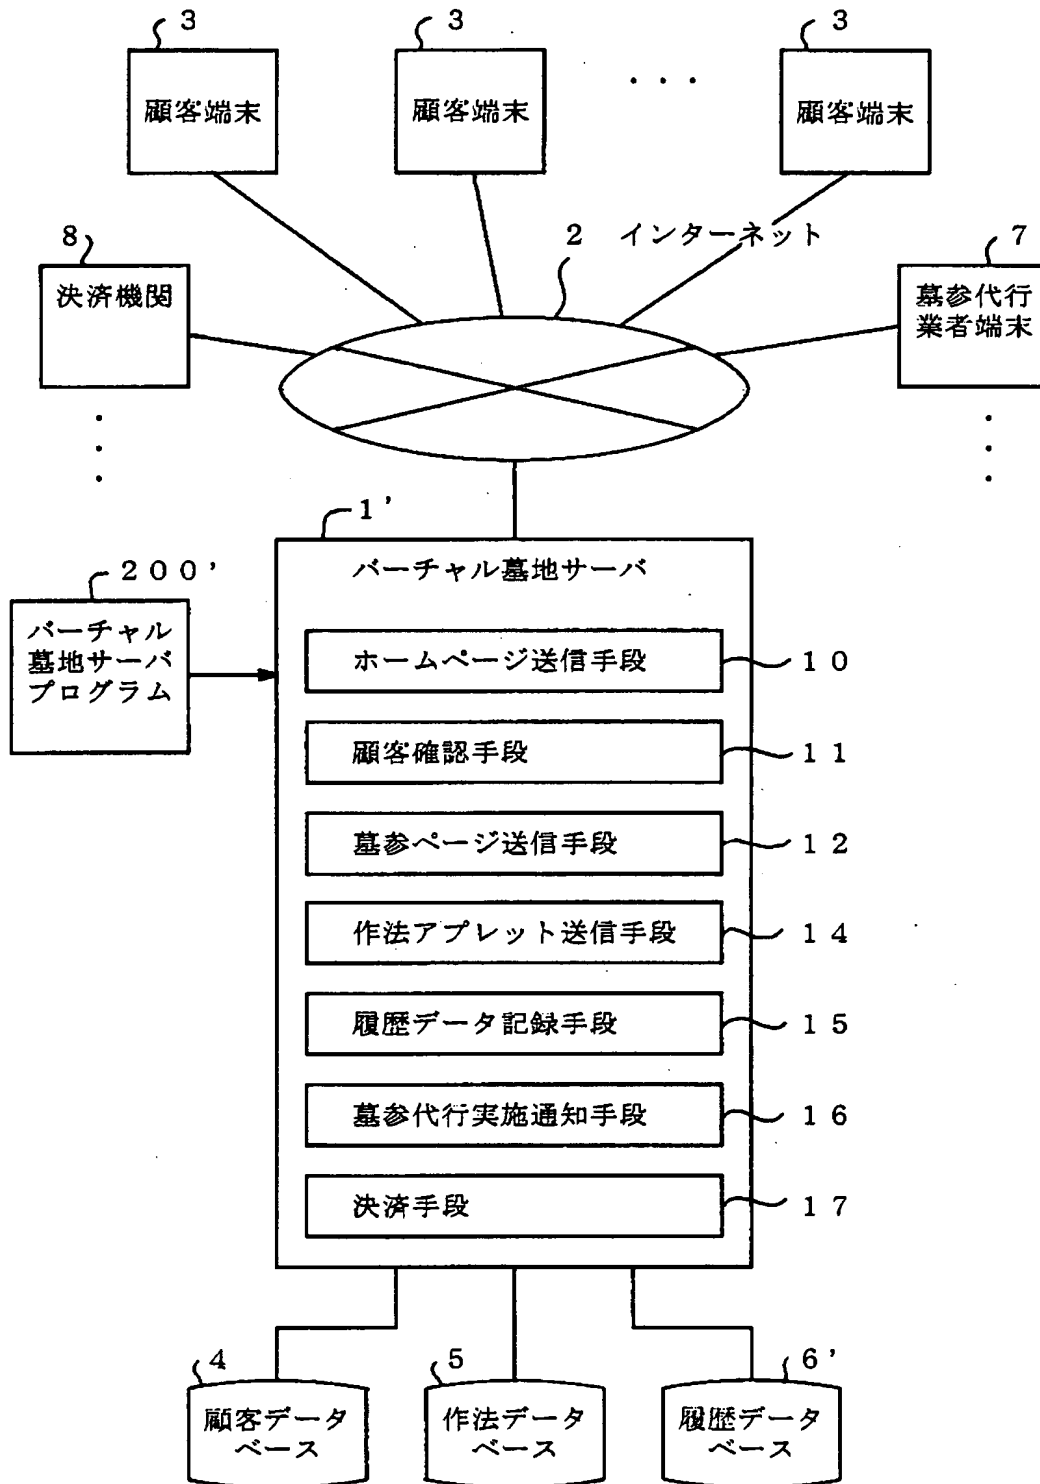 3
3
3
顧客端末
顧客端末
・・・
顧客端末
8
2 インターネット
7
決済機関
墓参代行
業者端末
1'
200'
バーチャル墓地サーバ
バーチャル
墓地サーバ
プログラム
ホームページ送信手段
10
顧客確認手段
11
墓参ページ送信手段
12
作法アプレット送信手段
14
履歴データ記録手段
15
墓参代行実施通知手段
16
決済手段
17
4
5
6'
顧客データ
ベース
作法データ
ベース
履歴データ
ベース